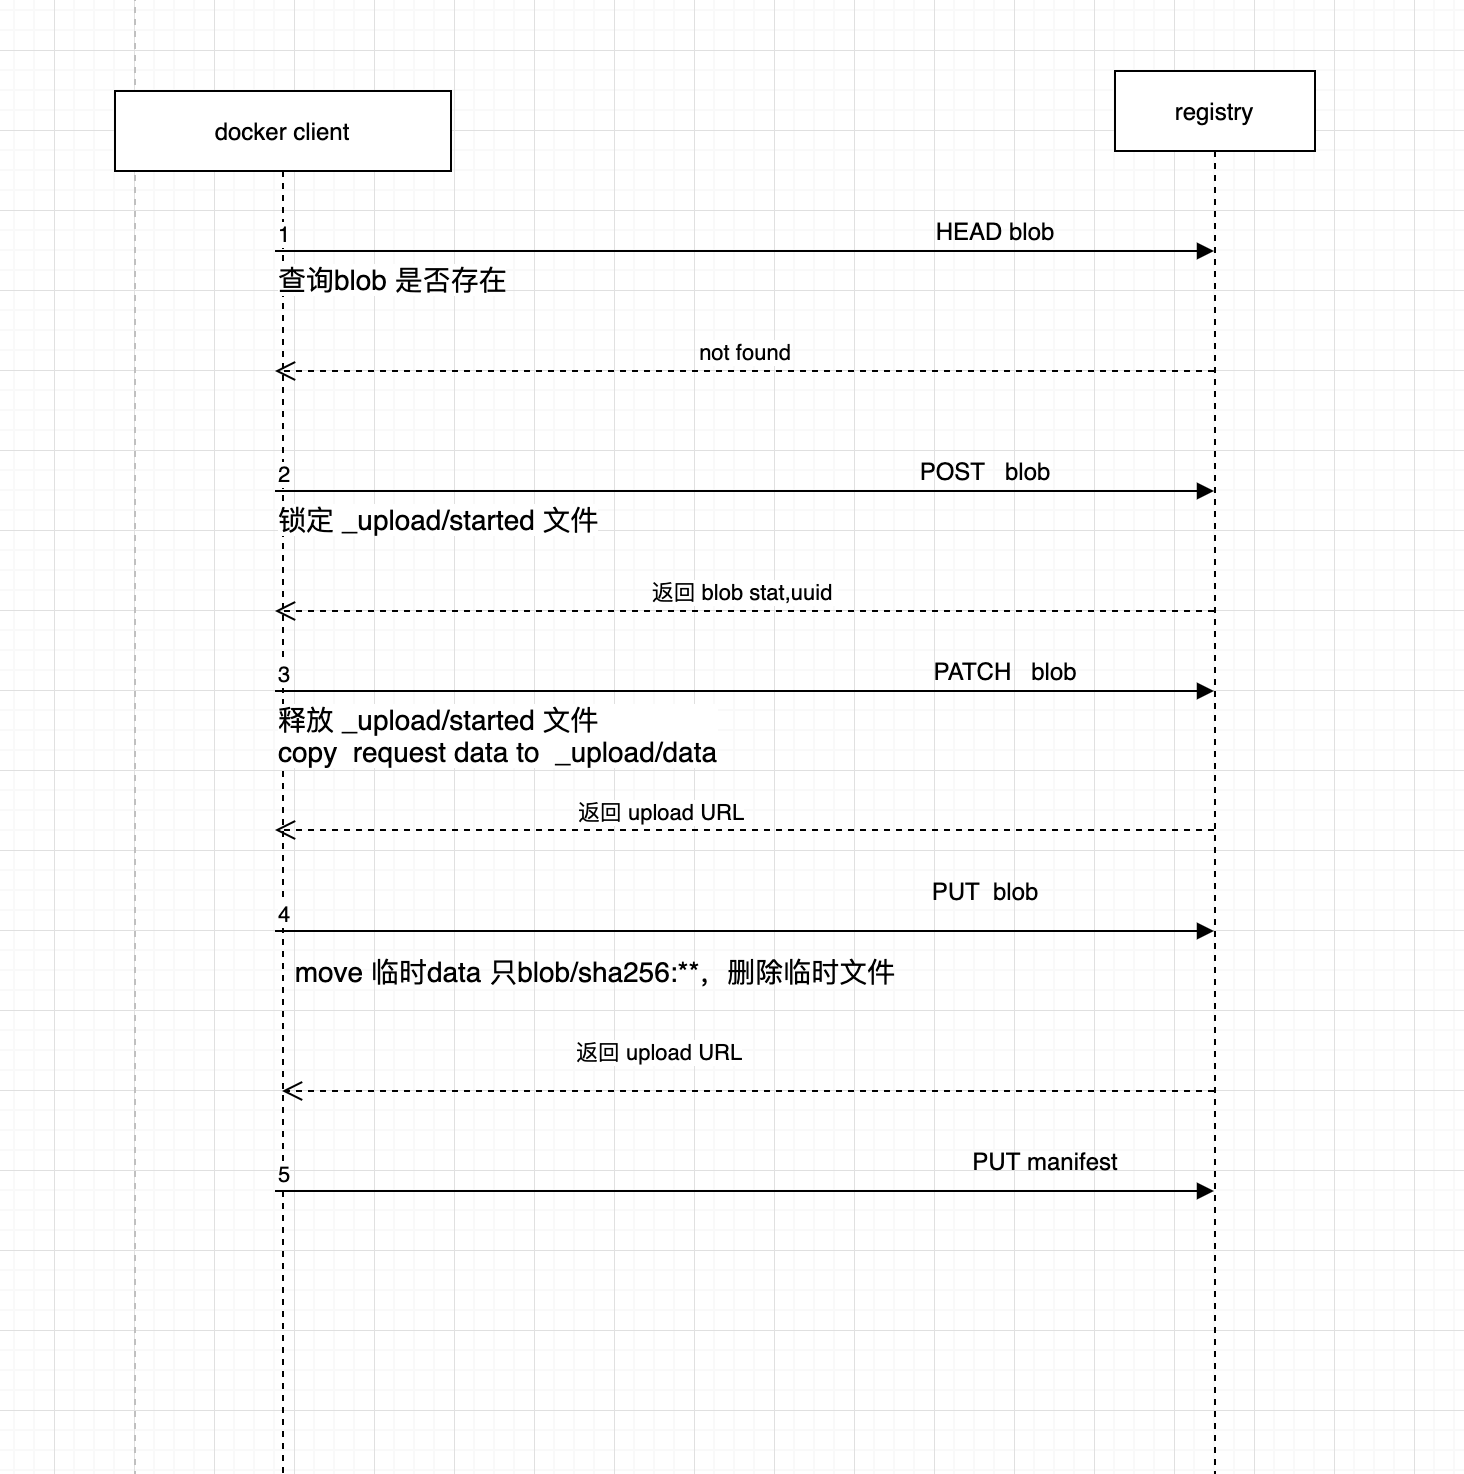 docker client
registry
1
HEAD blob
查询blob 是否存在
not found
2
POST   blob
锁定 _upload/started 文件
返回 blob stat,uuid
3
PATCH   blob
释放 _upload/started 文件
copy  request data to  _upload/data
返回 upload URL
PUT  blob
4
move 临时data 只blob/sha256:**，删除临时文件
返回 upload URL
PUT manifest
5